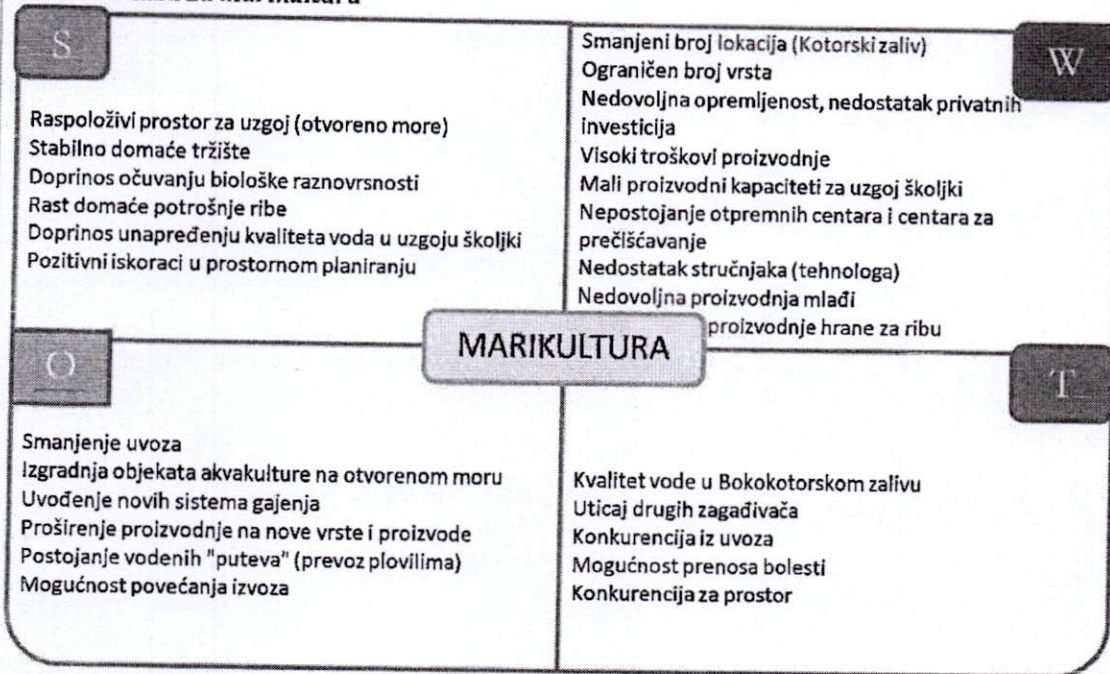 za marikulturu
S
Raspoloživi prostor za uzgoj (otvoreno more)
Stabilno domaće tržište
Doprinos očuvanju biološke raznovrsnosti
Rast domaće potrošnje ribe
Doprinos unapređenju kvaliteta voda u uzgoju školjki
Pozitivni iskoraci u prostornom planiranju
W
Smanjeni broj lokacija (Kotorski zaliv)
Ograničen broj vrsta
Nedovoljna opremljenost, nedostatak privatnih
investicija
Visoki troškovi proizvodnje
Mali proizvodni kapaciteti za uzgoj školjki
Nepostojanje otpremnih centara i centara za
prečišćavanje
Nedostatak stručnjaka (tehnologa)
Nedovoljna proizvodnja mlađi
proizvodnje hrane za ribu
MARIKULTURA
O
Smanjenje uvoza
Izgradnja objekata akvakulture na otvorenom moru
Uvođenje novih sistema gajenja
Proširenje proizvodnje na nove vrste i proizvode
Postojanje vodenih "puteva" (prevoz plovilima)
Mogućnost povećanja izvoza
T
Kvalitet vode u Bokokotorskom zalivu
Uticaj drugih zagađivača
Konkurencija iz uvoza
Mogućnost prenosa bolesti
Konkurencija za prostor